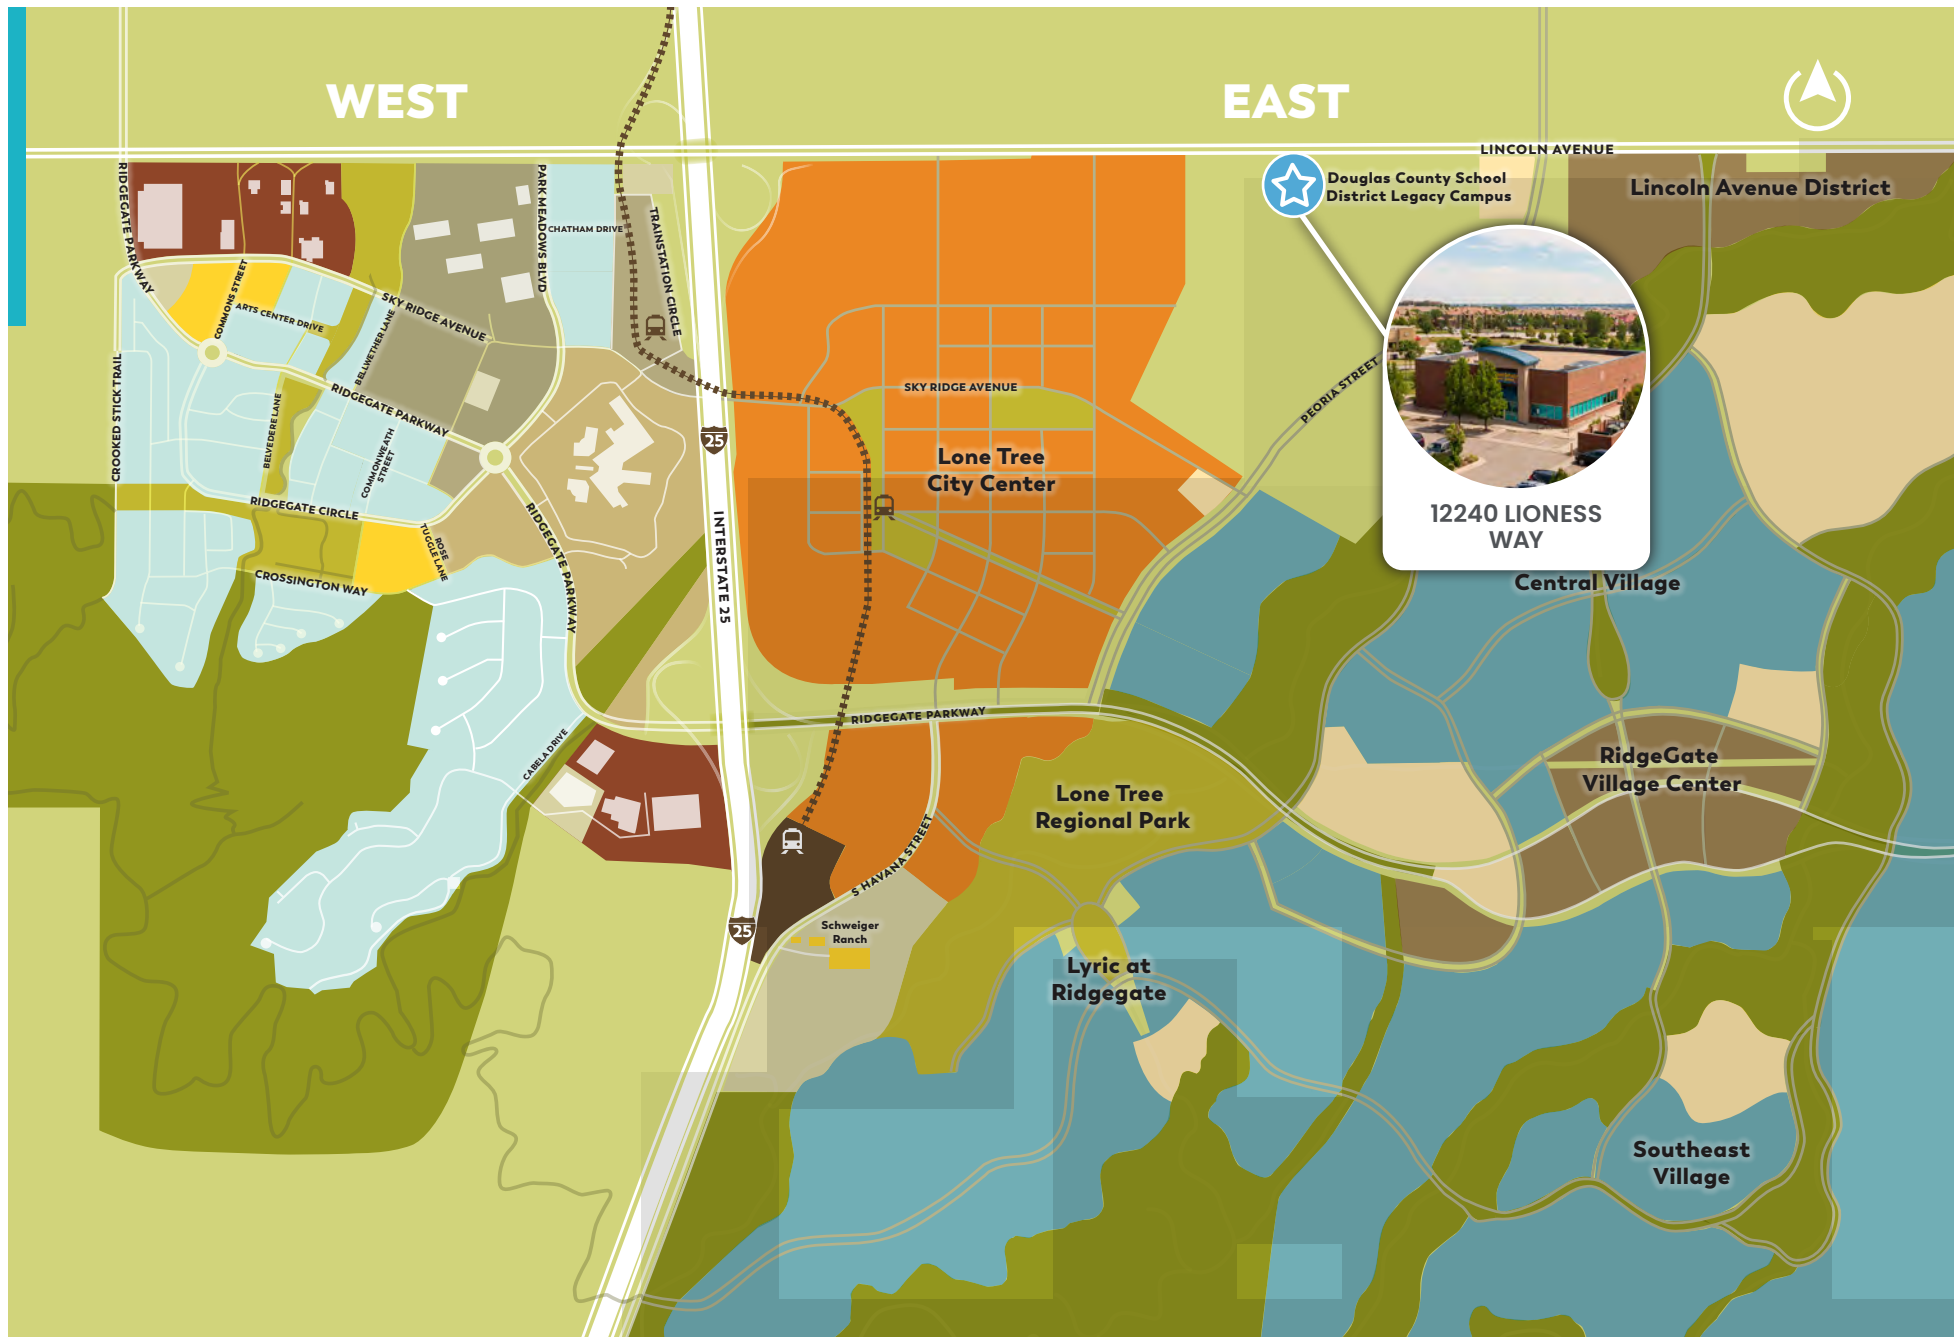 WEST
EAST
LINCOLN AVENUE
Douglas County School
District Legacy Campus
Lincoln Avenue District
RIDGEGATE PARKWAY
PARK MEADOWS BLVD
CHATHAM DRIVE
TRAINSTATION CIRCLE
COMMONS STREET
ARTS CENTER DRIVE
SKY RIDGE AVENUE
BELLWETHER LANE
CROOKED STICK TRAIL
RIDGEGATE PARKWAY
BELVEDERE LANE
COMMONWEATH
STREET
RIDGEGATE CIRCLE
ROSE
TUGGLE LANE
CROSSINGTON WAY
RIDGEGATE PARKWAY
25
INTERSTATE 25
SKY RIDGE AVENUE
Lone Tree
City Center
PEORIA STREET
12240 LIONESS
WAY
Central Village
RIDGEGATE PARKWAY
CABELA DRIVE
Lone Tree
Regional Park
RidgeGate
Village Center
S HAVANA STREET
25
Schweiger
Ranch
Lyric at
Ridgegate
Southeast
Village